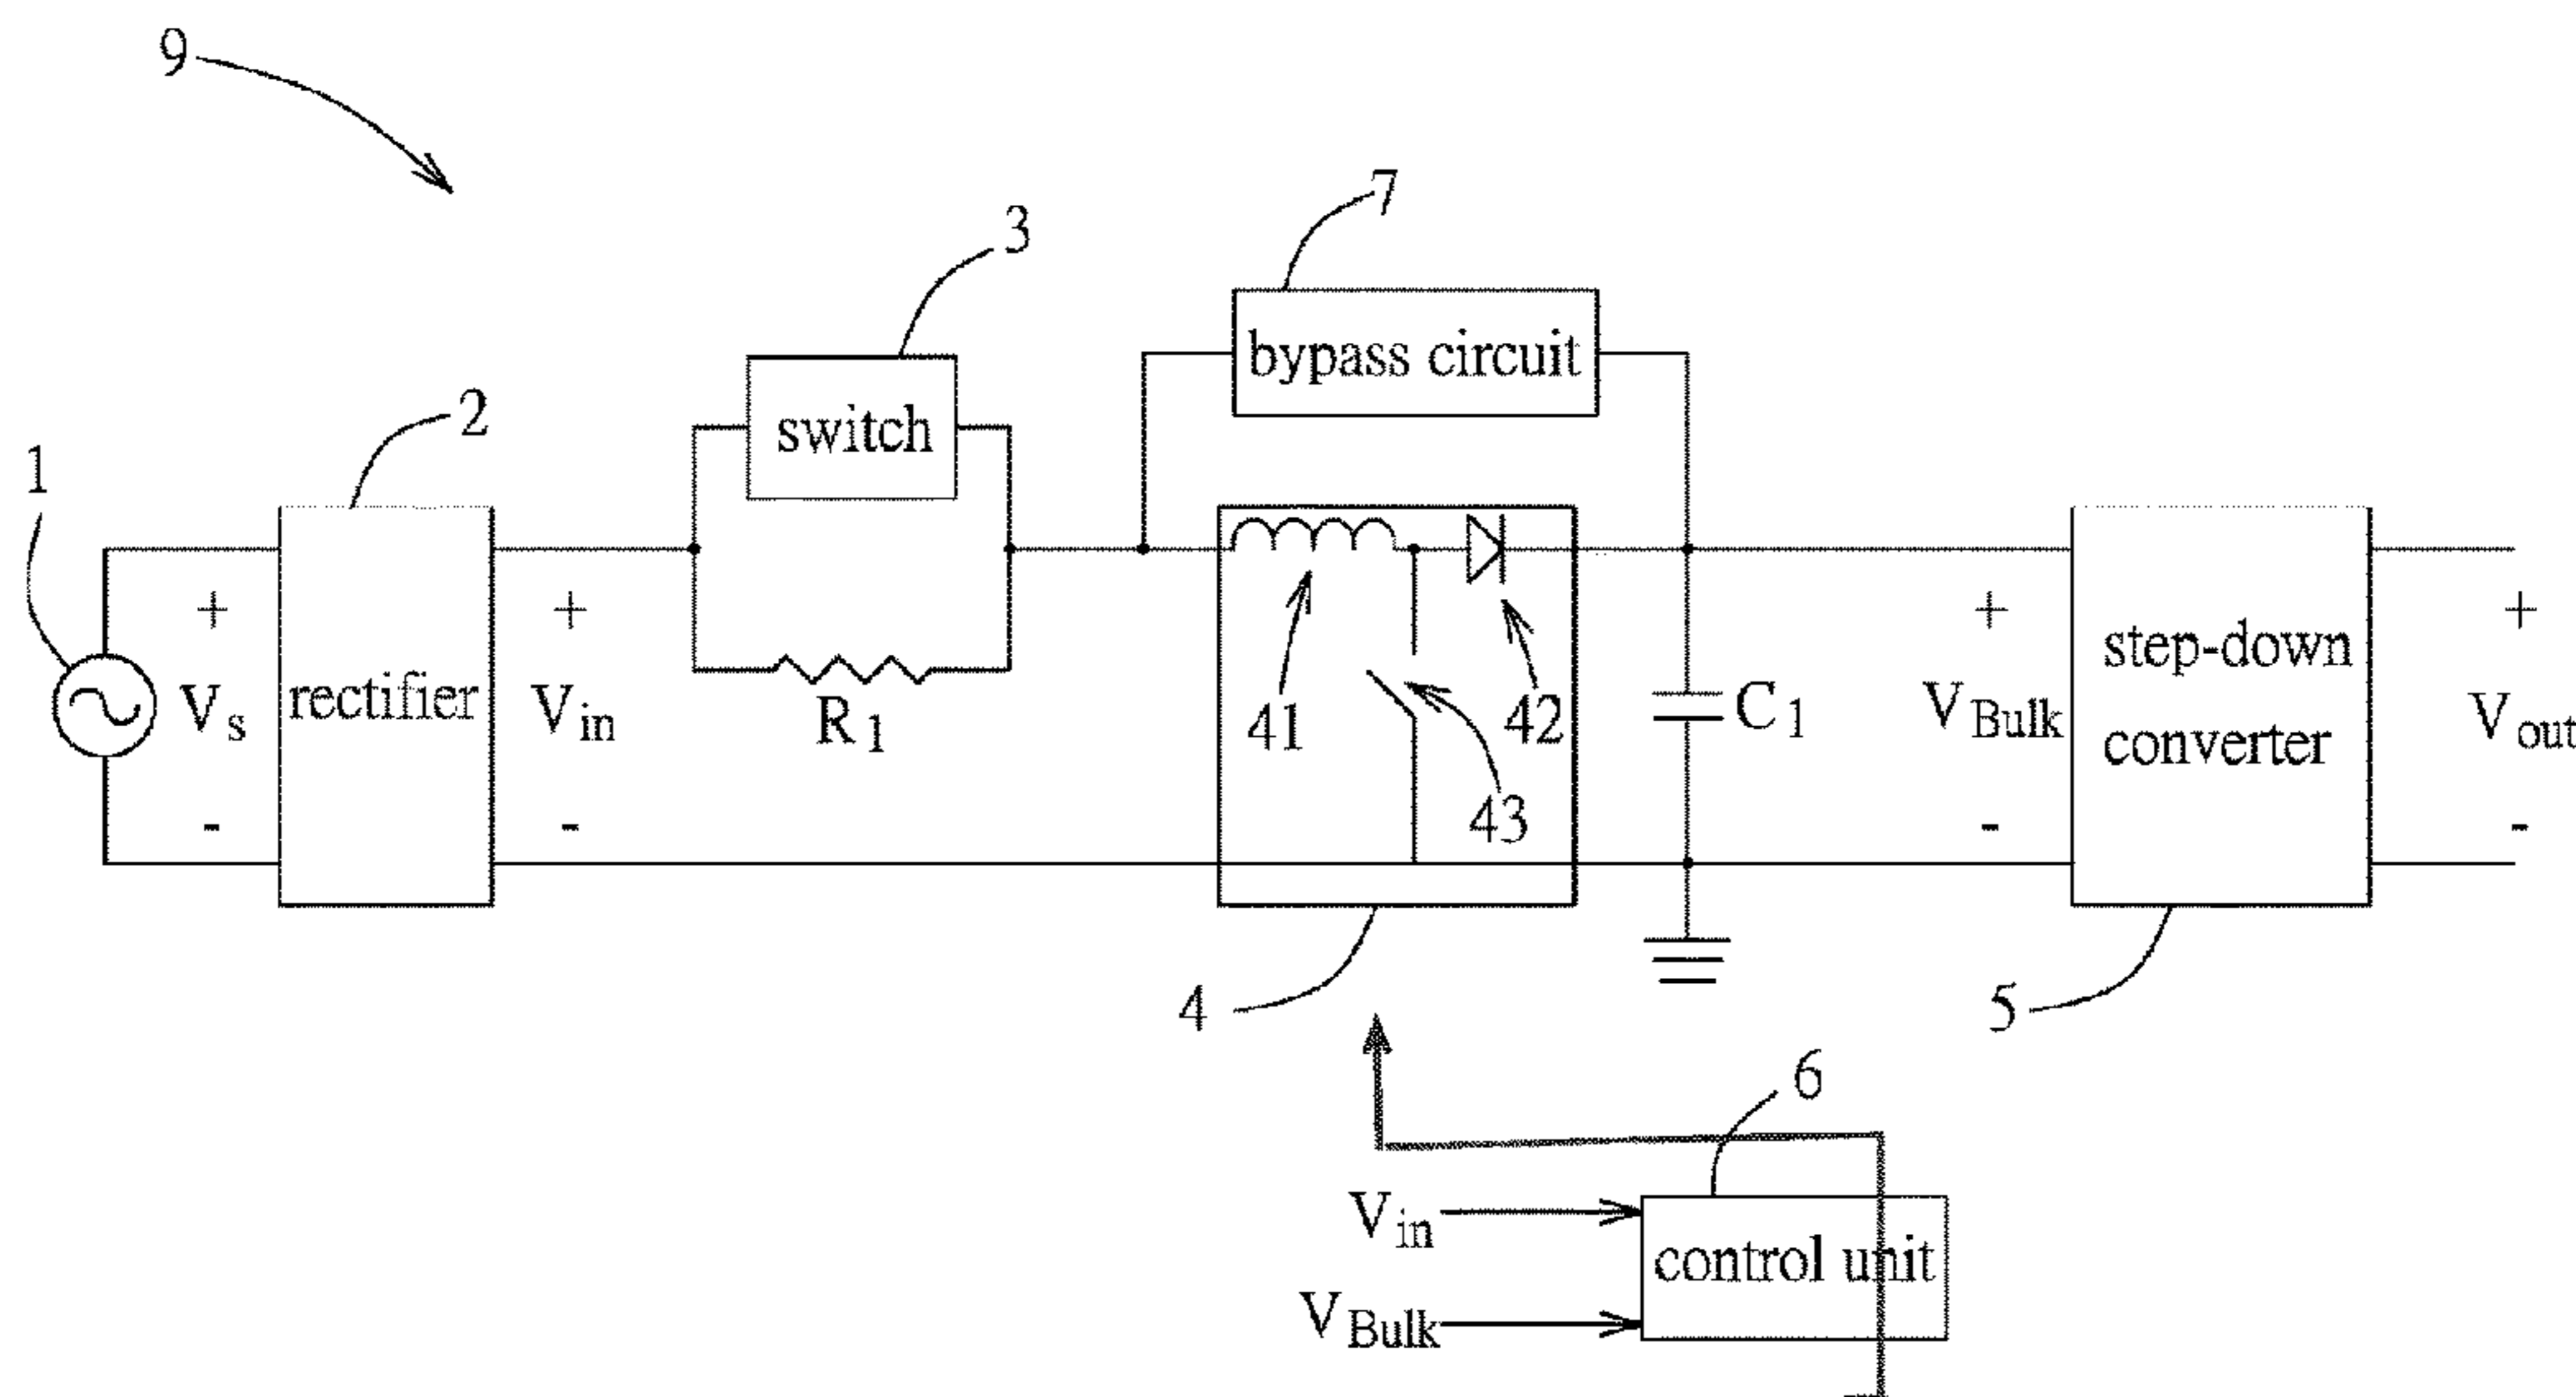 9
7
3
bypass circuit
2
switch
1
+
+
+
+
step-down
converter
Vs
rectifier
Vin
R1
41
42
C1
VBulk
Vout
43
-
-
-
-
4
5
6
Vin
control unit
VBulk